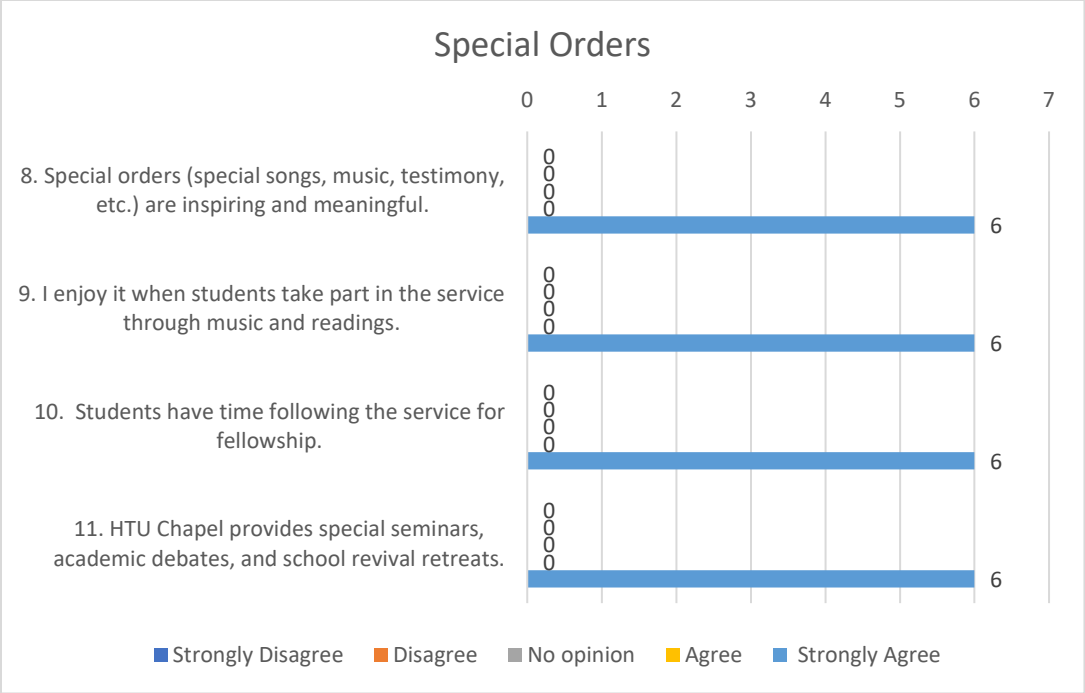 Special Orders
0 1 2 3 4 5 6 7
8. Special orders (special songs, music, testimony,
etc.) are inspiring and meaningful.
0
0
0
0
6
9. I enjoy it when students take part in the service
through music and readings.
0
0
0
0
6
10. Students have time following the service for
fellowship.
0
0
0
0
6
11. HTU Chapel provides special seminars,
academic debates, and school revival retreats.
0
0
0
0
6
Strongly Disagree Disagree No opinion Agree Strongly Agree